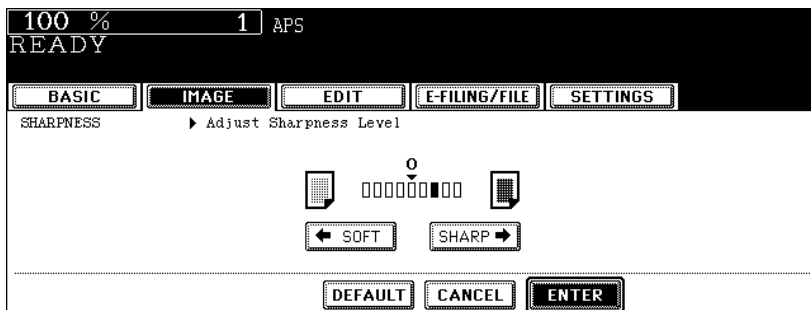 100 % 1 APS
READY
BASIC IMAGE EDIT E-FILING/FILE SETTINGS
SHARPNESS Adjust Sharpness Level
0
SOFT SHARP
DEFAULT CANCEL ENTER